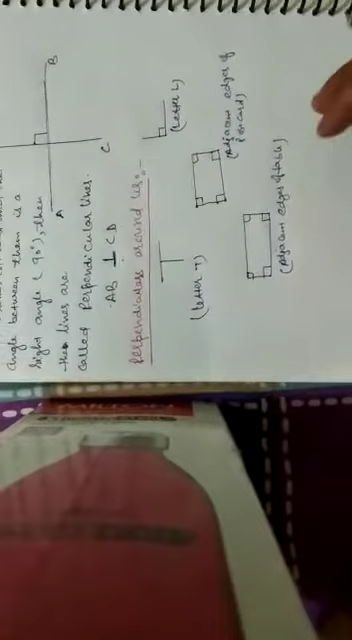 angle between them is a
right angle (90°), then
the lines are
called Perpendicular lines.
AB ⊥ CD
B
A
C
Perpendiculars around us:-
(Letter T)
(Letter L)
(Adjacent edges of
(Adjacent edges of table)